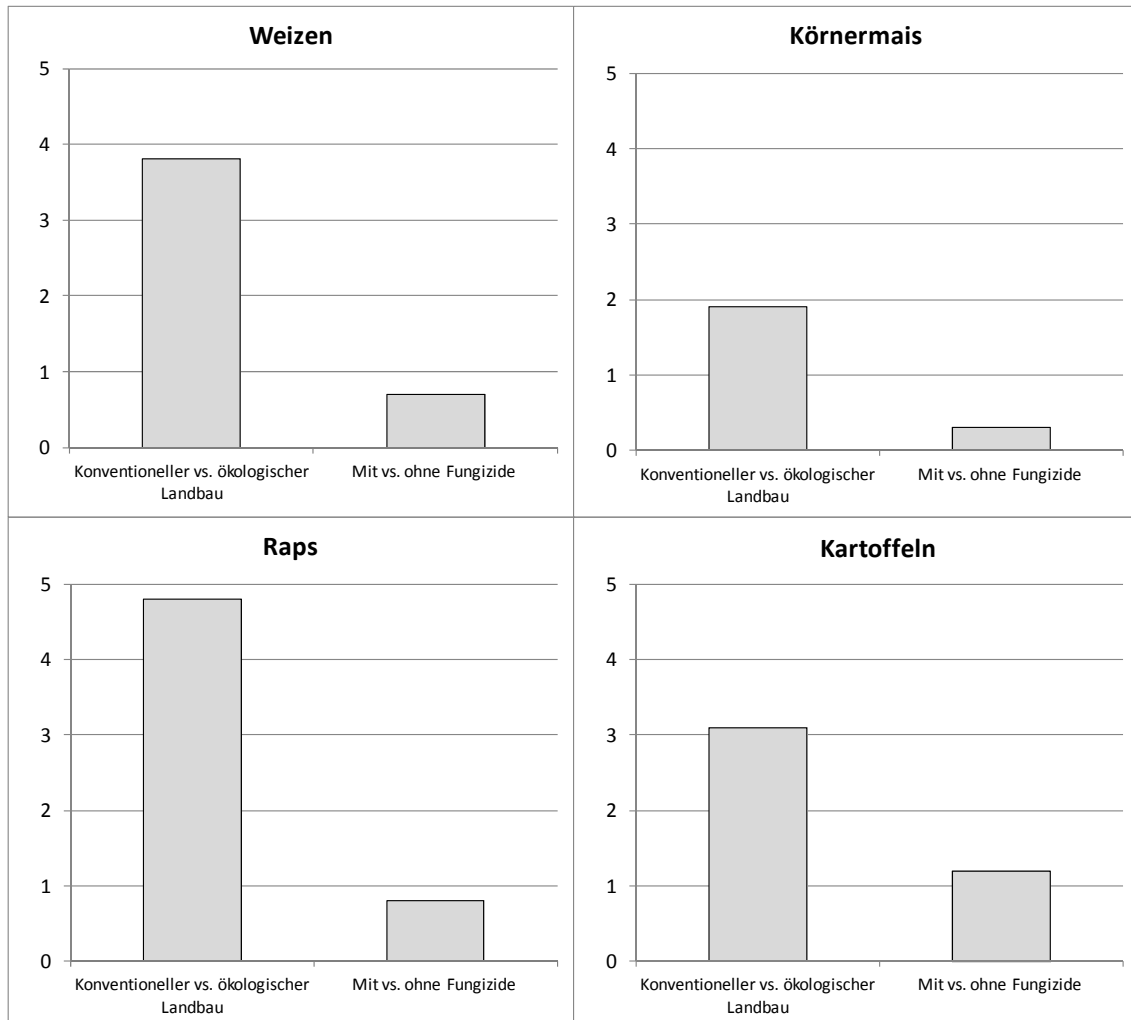 Weizen
5
4
3
2
1
0
Konventioneller vs. ökologischer
Landbau
Mit vs. ohne Fungizide
Körnermais
5
4
3
2
1
0
Konventioneller vs. ökologischer
Landbau
Mit vs. ohne Fungizide
Raps
5
4
3
2
1
0
Konventioneller vs. ökologischer
Landbau
Mit vs. ohne Fungizide
Kartoffeln
5
4
3
2
1
0
Konventioneller vs. ökologischer
Landbau
Mit vs. ohne Fungizide